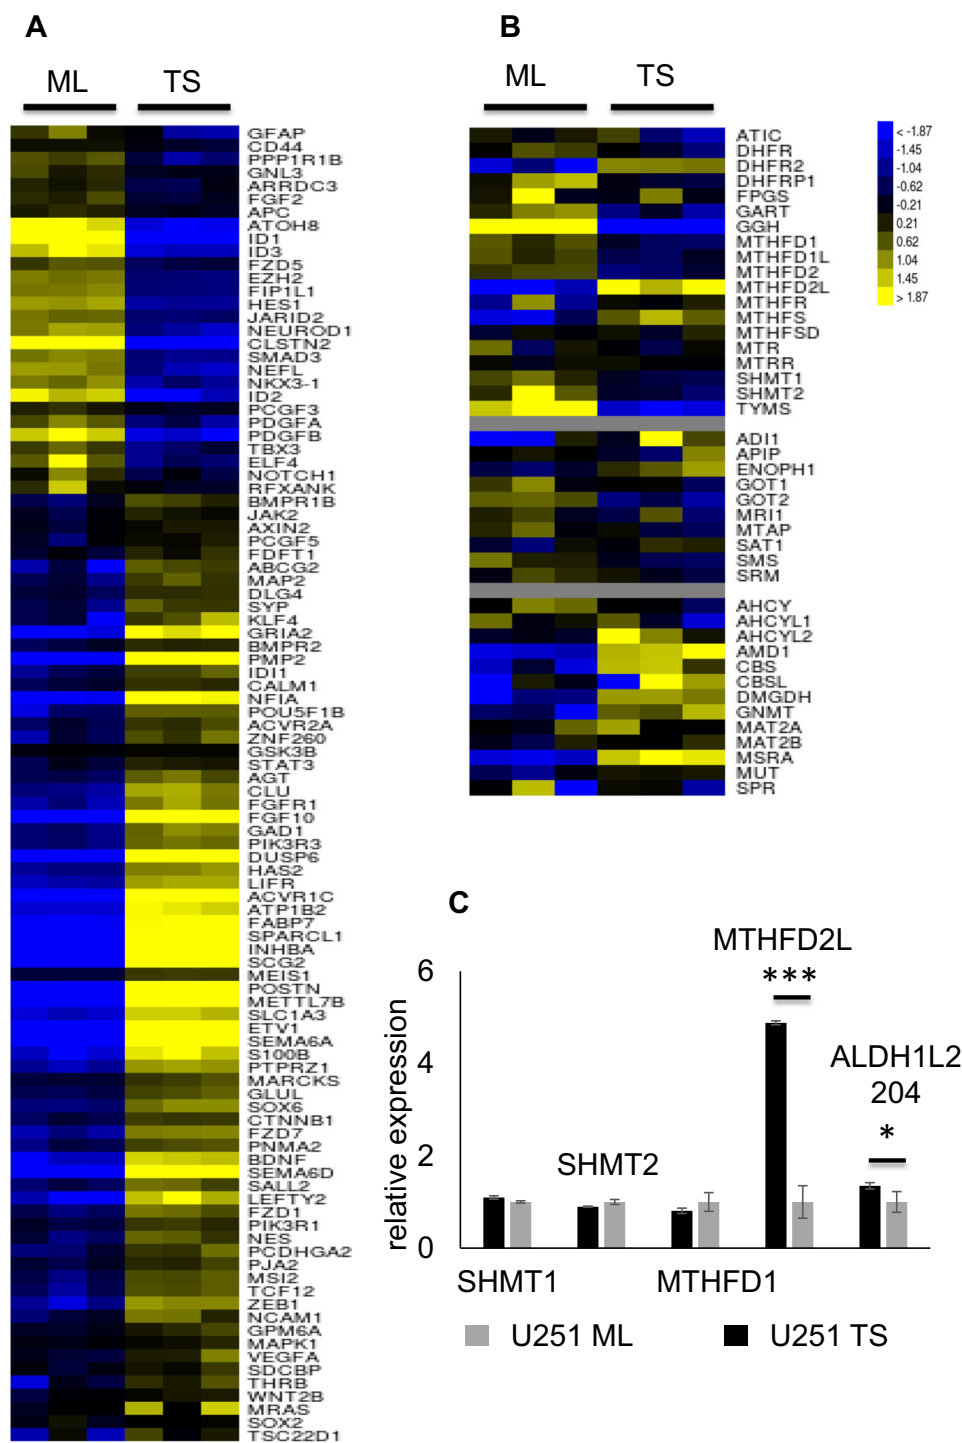 A
ML
TS
GFAP
CD44
PPP1R1B
GNL3
ARRDC3
FGF2
APC
ATOH8
ID1
ID3
FZD5
EZH2
FIP1L1
HES1
JARID2
NEUROD1
CLSTN2
SMAD3
NEFL
NKX3-1
ID2
PCGF3
PDGFA
PDGFB
TBX3
ELF4
NOTCH1
RFXANK
BMPR1B
JAK2
AXIN2
PCGF5
FDFT1
ABCG2
MAP2
DLG4
SYP
KLF4
GRIA2
BMPR2
PMP2
IDI1
CALM1
NFIA
POU5F1B
ACVR2A
ZNF260
GSK3B
STAT3
AGT
CLU
FGFR1
FGF10
GAD1
PIK3R3
DUSP6
HAS2
LIFR
ACVR1C
ATP1B2
FABP7
SPARCL1
INHBA
SCG2
MEIS1
POSTN
METTL7B
SLC1A3
ETV1
SEMA6A
S100B
PTPRZ1
MARCKS
GLUL
SOX6
CTNNB1
FZD7
PNMA2
BDNF
SEMA6D
SALL2
LEFTY2
FZD1
PIK3R1
NES
PCDHGA2
PJA2
MSI2
TCF12
ZEB1
NCAM1
GPM6A
MAPK1
VEGFA
SDCBP
THRB
WNT2B
MRAS
SOX2
TSC22D1
B
ML
TS
ATIC
DHFR
DHFR2
DHFRP1
FPGS
GART
GGH
MTHFD1
MTHFD1L
MTHFD2
MTHFD2L
MTHFR
MTHFS
MTHFSD
MTR
MTRR
SHMT1
SHMT2
TYMS
ADI1
APIP
ENOPH1
GOT1
GOT2
MRI1
MTAP
SAT1
SMS
SRM
AHCY
AHCYL1
AHCYL2
AMD1
CBS
CBSL
DMGDH
GNMT
MAT2A
MAT2B
MSRA
MUT
SPR
< -1.87
-1.45
-1.04
-0.62
-0.21
0.21
0.62
1.04
1.45
> 1.87
C
relative expression
6
4
2
0
MTHFD2L
***
ALDH1L2
204
*
SHMT2
SHMT1
MTHFD1
U251 ML
U251 TS